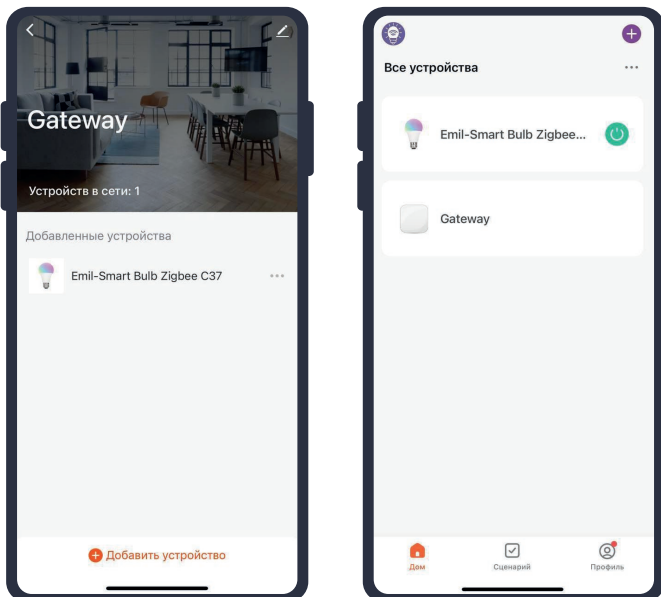 Gateway
Устройств в сети: 1
Добавленные устройства
Emil-Smart Bulb Zigbee C37
Добавить устройство
Все устройства
Emil-Smart Bulb Zigbee...
Gateway
Дом
Сценарий
Профиль